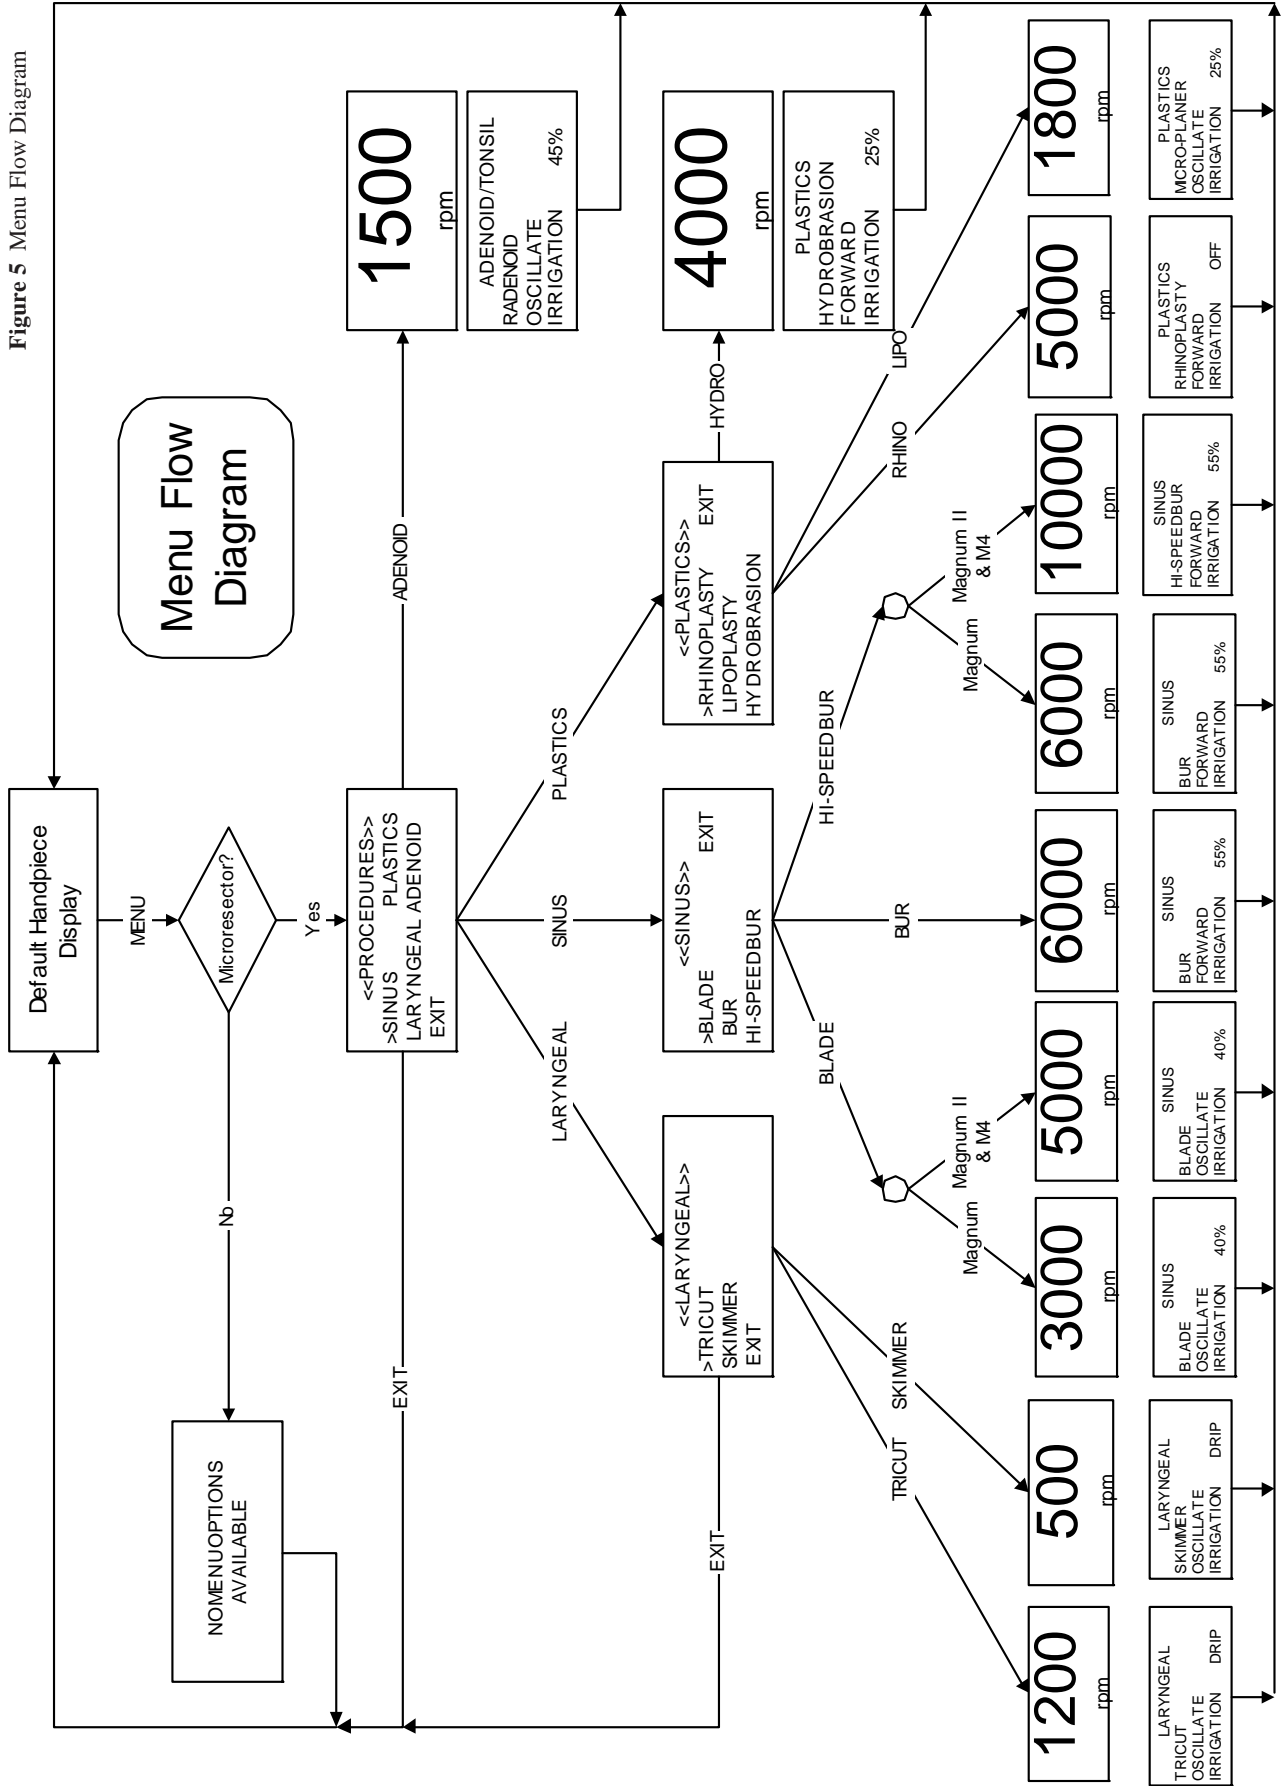 Figure 5 Menu Flow Diagram
Menu Flow
Diagram
Default Handpiece
Display
MENU
Microresector?
No
Yes
NOMENUOPTIONS
AVAILABLE
<<PROCEDURES>>
>SINUS PLASTICS
LARYNGEAL ADENOID
EXIT
EXIT
ADENOID
1500
rpm
ADENOID/TONSIL
RADENOID
OSCILLATE
IRRIGATION 45%
LARYNGEAL
SINUS
PLASTICS
<<LARYNGEAL>>
>TRICUT
SKIMMER
EXIT
EXIT
<<SINUS>>
>BLADE EXIT
BUR
HI-SPEEDBUR
<<PLASTICS>>
>RHINOPLASTY EXIT
LIPOPLASTY
HYDROBRASION
HYDRO
4000
rpm
PLASTICS
HYDROBRASION
FORWARD
IRRIGATION 25%
TRICUT
SKIMMER
BLADE
BUR
HI-SPEEDBUR
RHINO
LIPO
Magnum
Magnum II
& M4
Magnum
Magnum II
& M4
1200
rpm
500
rpm
3000
rpm
5000
rpm
6000
rpm
6000
rpm
10000
rpm
5000
rpm
1800
rpm
LARYNGEAL
TRICUT
OSCILLATE
IRRIGATION DRIP
LARYNGEAL
SKIMMER
OSCILLATE
IRRIGATION DRIP
SINUS
BLADE
OSCILLATE
IRRIGATION 40%
SINUS
BLADE
OSCILLATE
IRRIGATION 40%
SINUS
BUR
FORWARD
IRRIGATION 55%
SINUS
BUR
FORWARD
IRRIGATION 55%
SINUS
HI-SPEEDBUR
FORWARD
IRRIGATION 55%
PLASTICS
RHINOPLASTY
FORWARD
IRRIGATION OFF
PLASTICS
MICRO-PLANER
OSCILLATE
IRRIGATION 25%